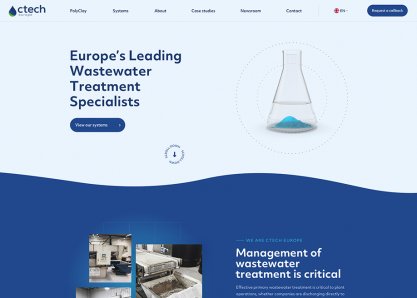 ctech
PolyClay
Systems
About
Case studies
Newsroom
Contact
EN
Request a callback
Europe's Leading
Wastewater
Treatment
Specialists
View our systems
WE ARE CTECH EUROPE
Management of
wastewater
treatment is critical
Effective primary wastewater treatment is critical to plant
operations, whether companies are discharging directly to